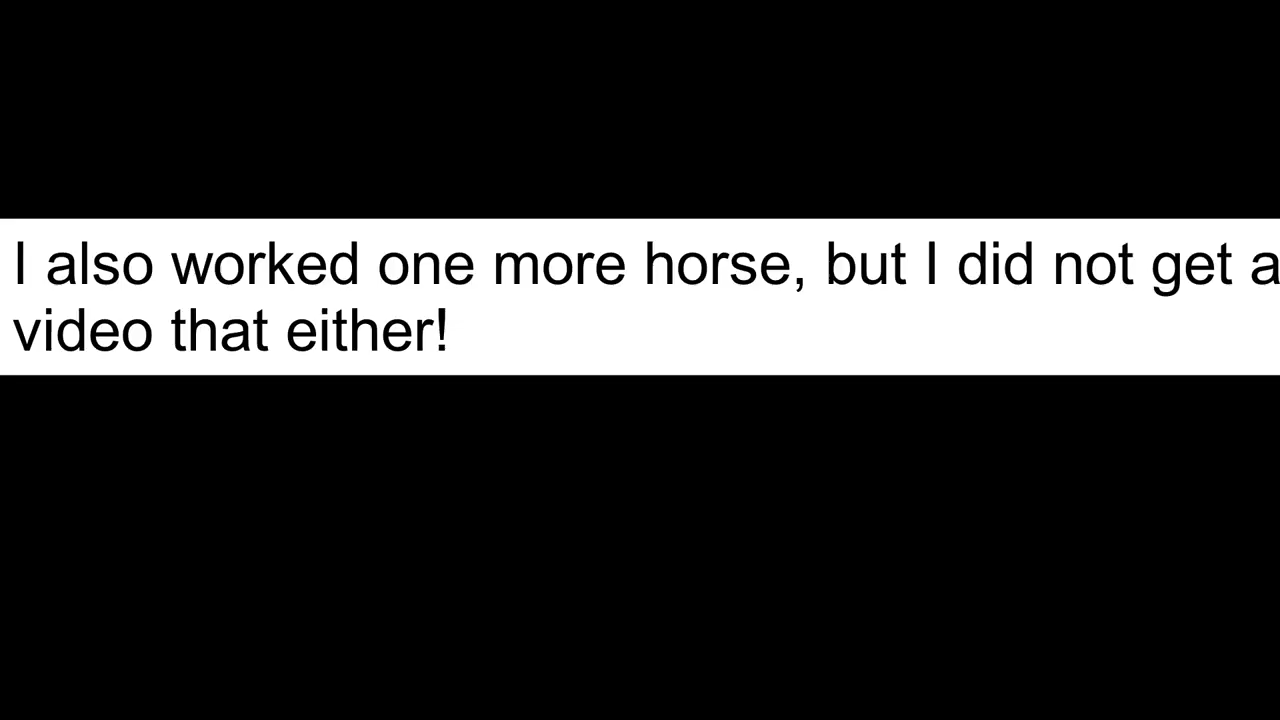 I also worked one more horse, but I did not get a
video that either!